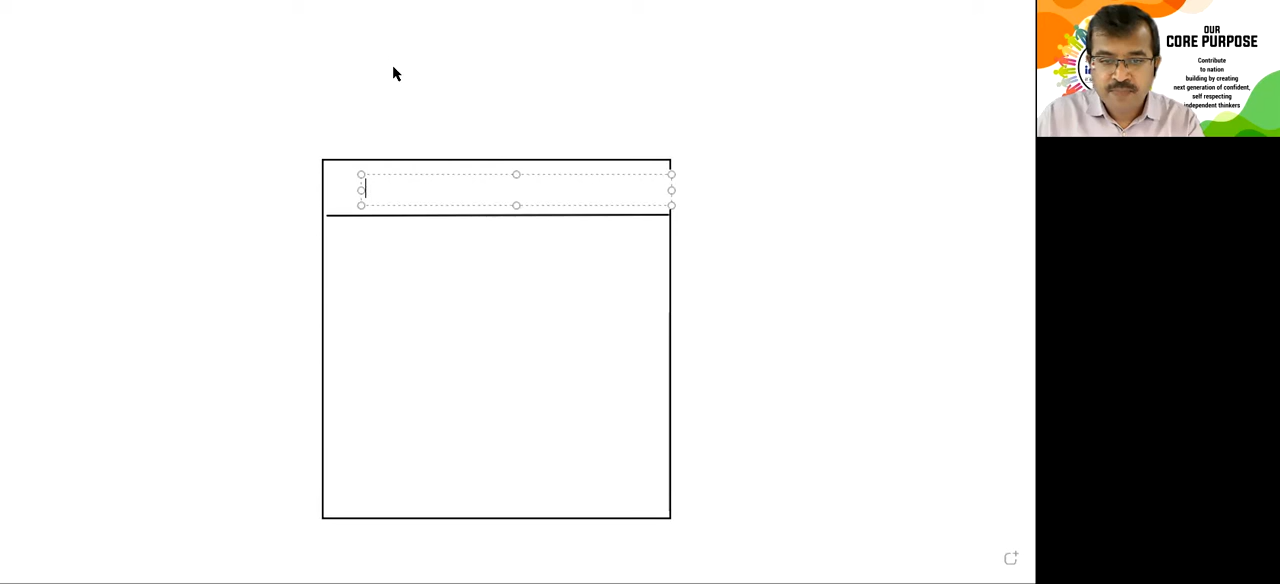 OUR
CORE PURPOSE
Contribute
to nation
building by creating
next generation of confident,
self respecting
independent thinkers